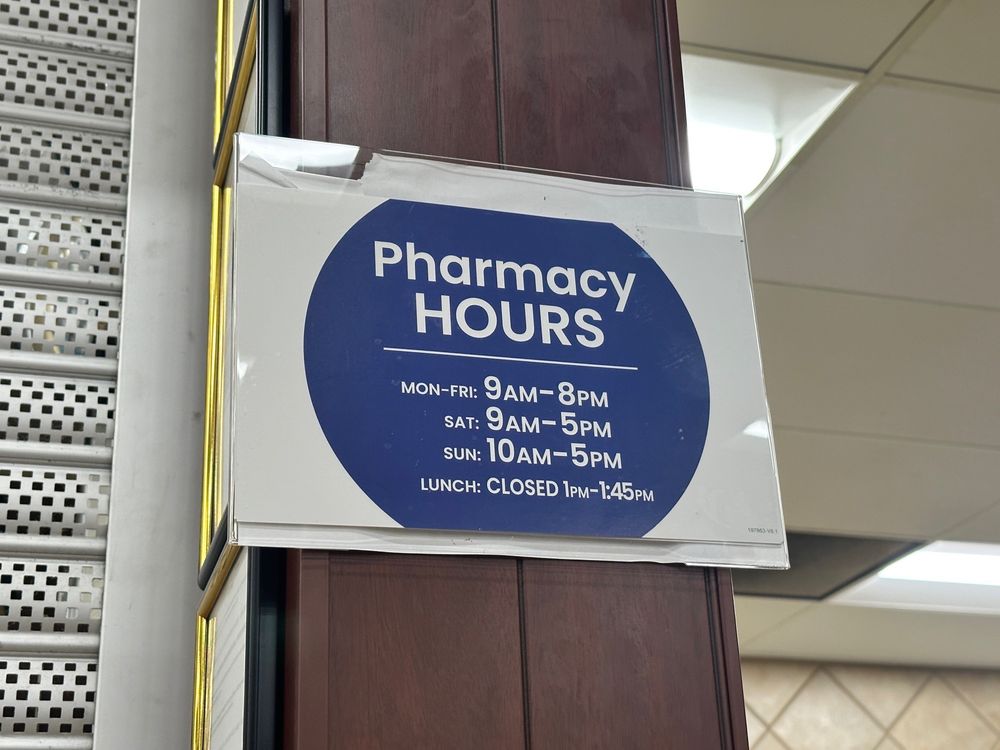 Pharmacy
HOURS
MON-FRI: 9AM-8PM
SAT: 9AM-5PM
SUN: 10AM-5PM
LUNCH: CLOSED 1PM-1:45PM